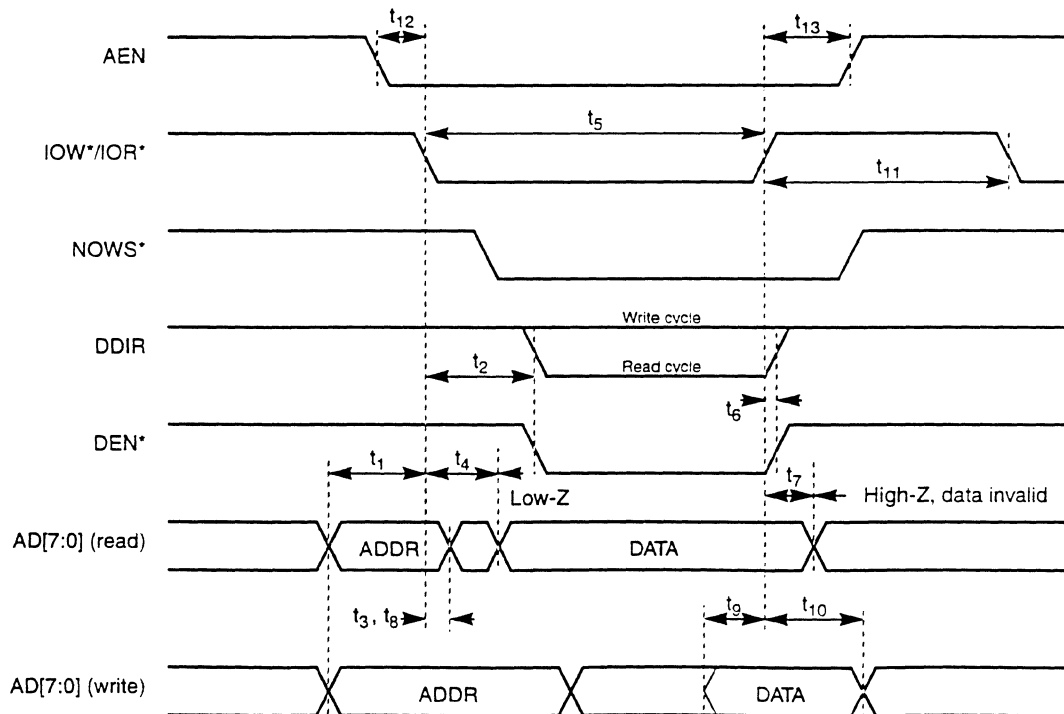 t12
t13
AEN
t5
IOW*/IOR*
t11
NOWS*
Write cycle
DDIR
t2
Read cycle
t6
DEN*
t1
t4
t7
Low-Z
High-Z, data invalid
AD[7:0] (read)
ADDR
DATA
t3, t8
t9
t10
AD[7:0] (write)
ADDR
DATA